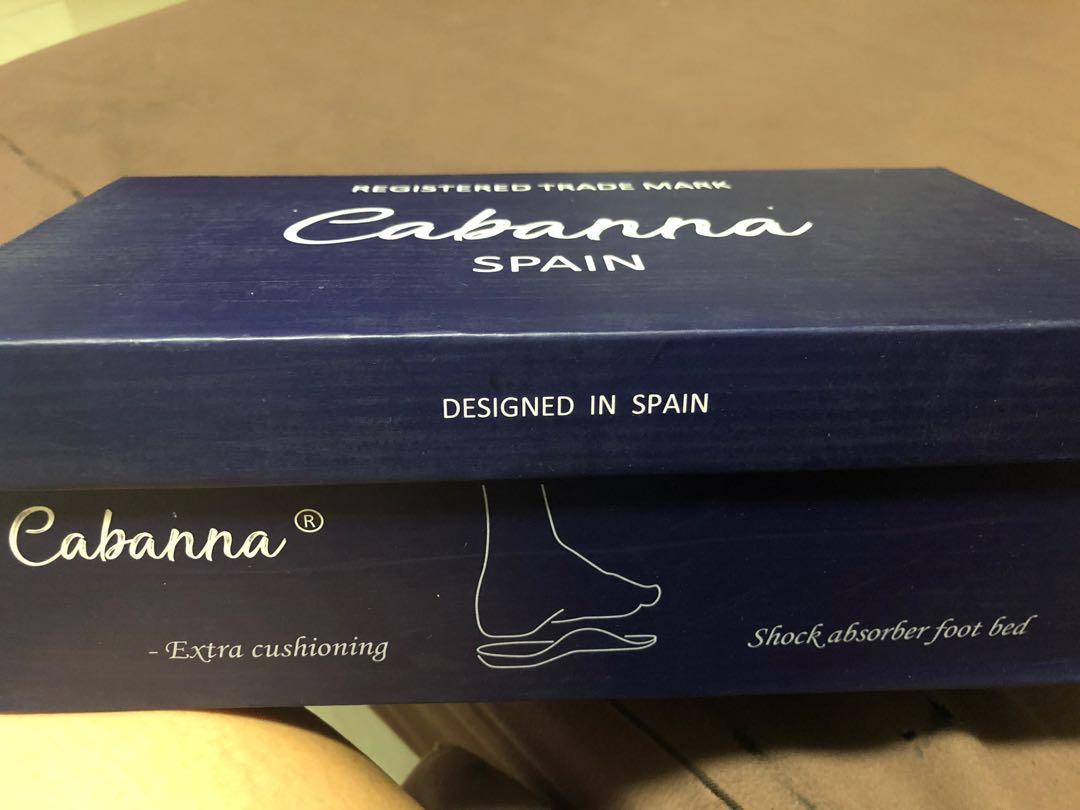 REGISTERED TRADE MARK
Cabanna
SPAIN
DESIGNED IN SPAIN
Cabanna ®
- Extra cushioning
Shock absorber foot bed